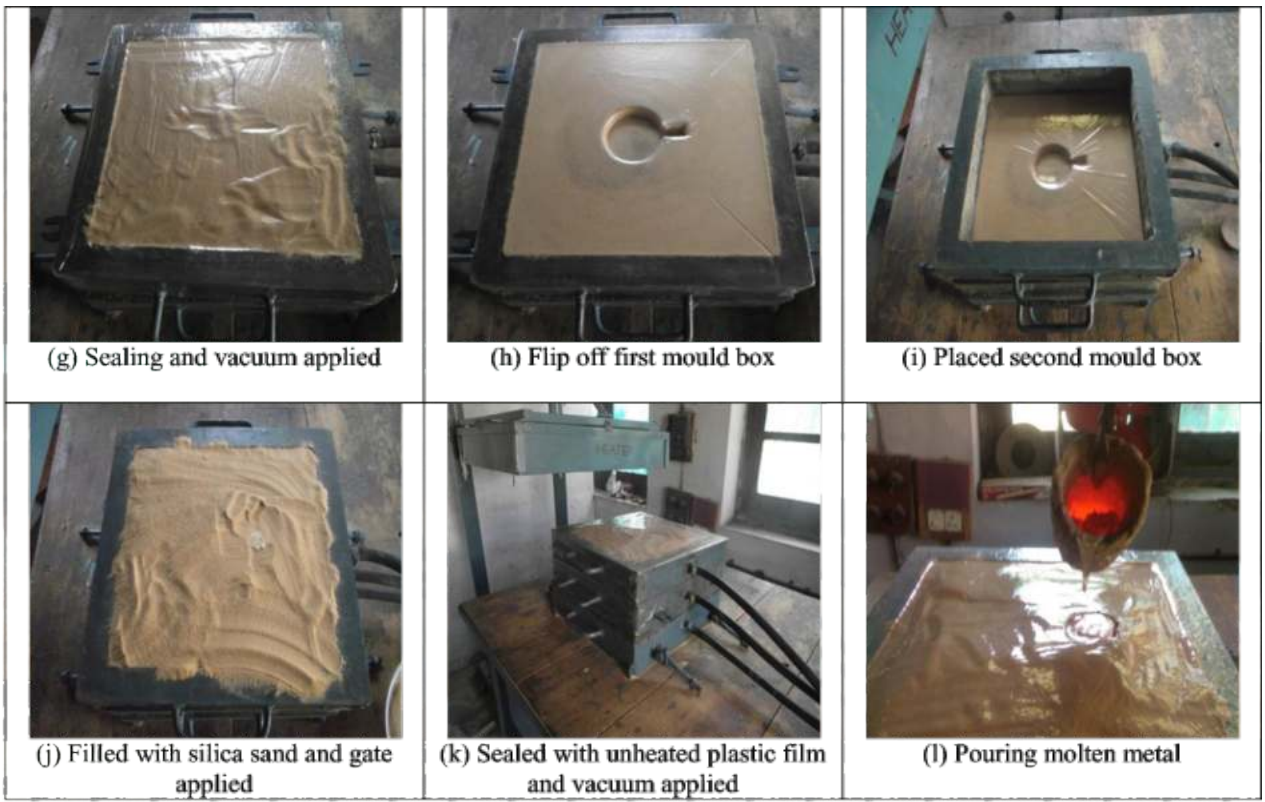 HEA
(g) Sealing and vacuum applied
(h) Flip off first mould box
(i) Placed second mould box
HEATER
(j) Filled with silica sand and gate
applied
(k) Sealed with unheated plastic film
and vacuum applied
(l) Pouring molten metal